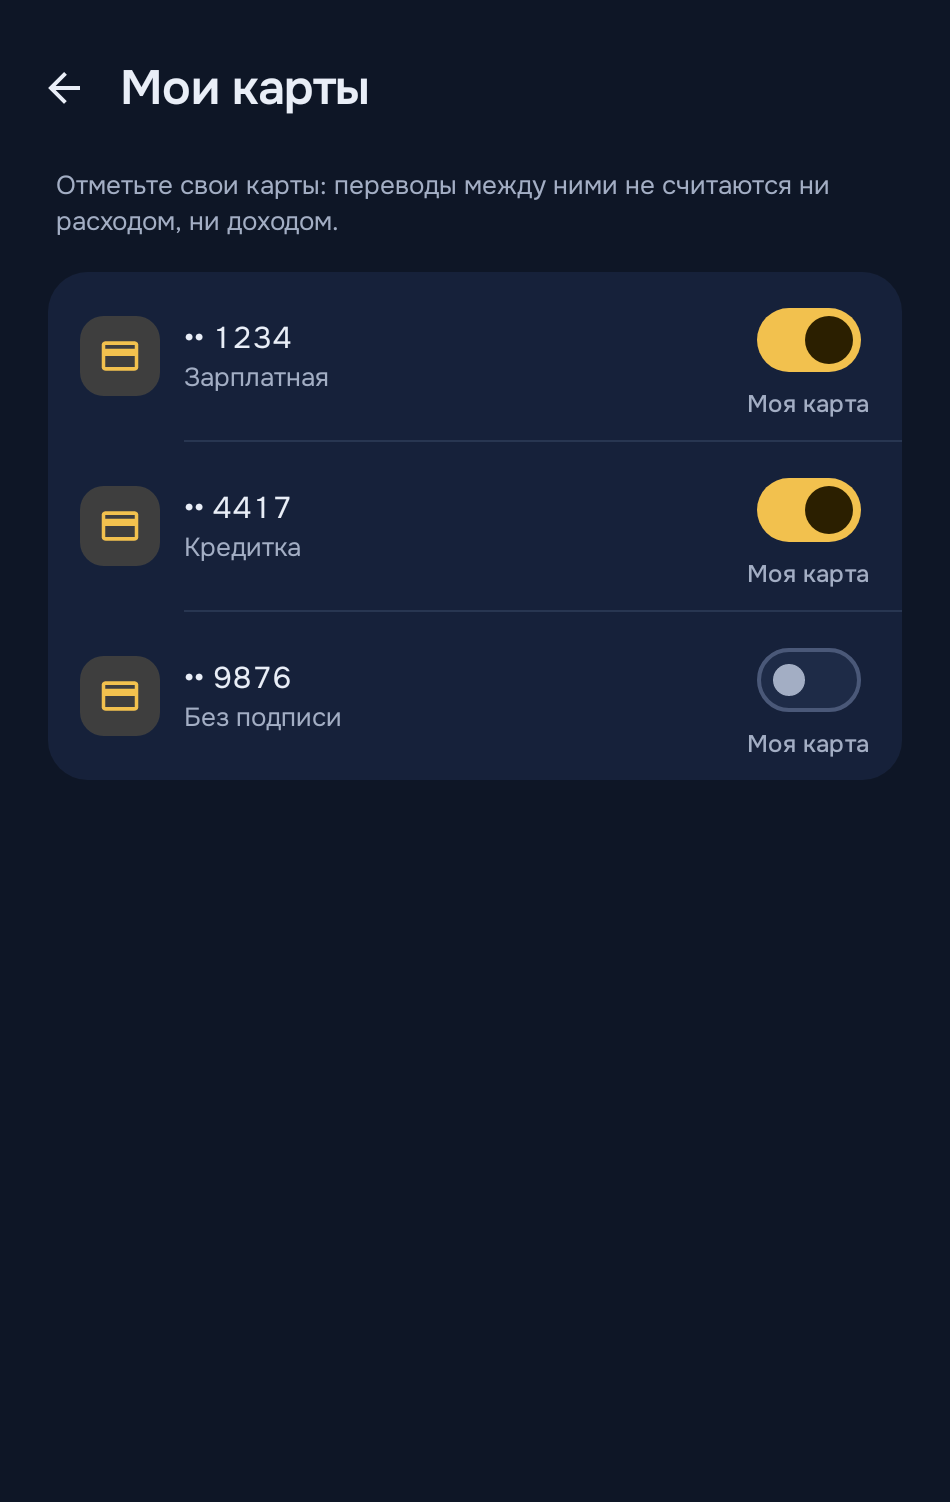 Мои карты
Отметьте свои карты: переводы между ними не считаются ни
расходом, ни доходом.
•• 1234
Зарплатная
Моя карта
•• 4417
Кредитка
Моя карта
•• 9876
Без подписи
Моя карта